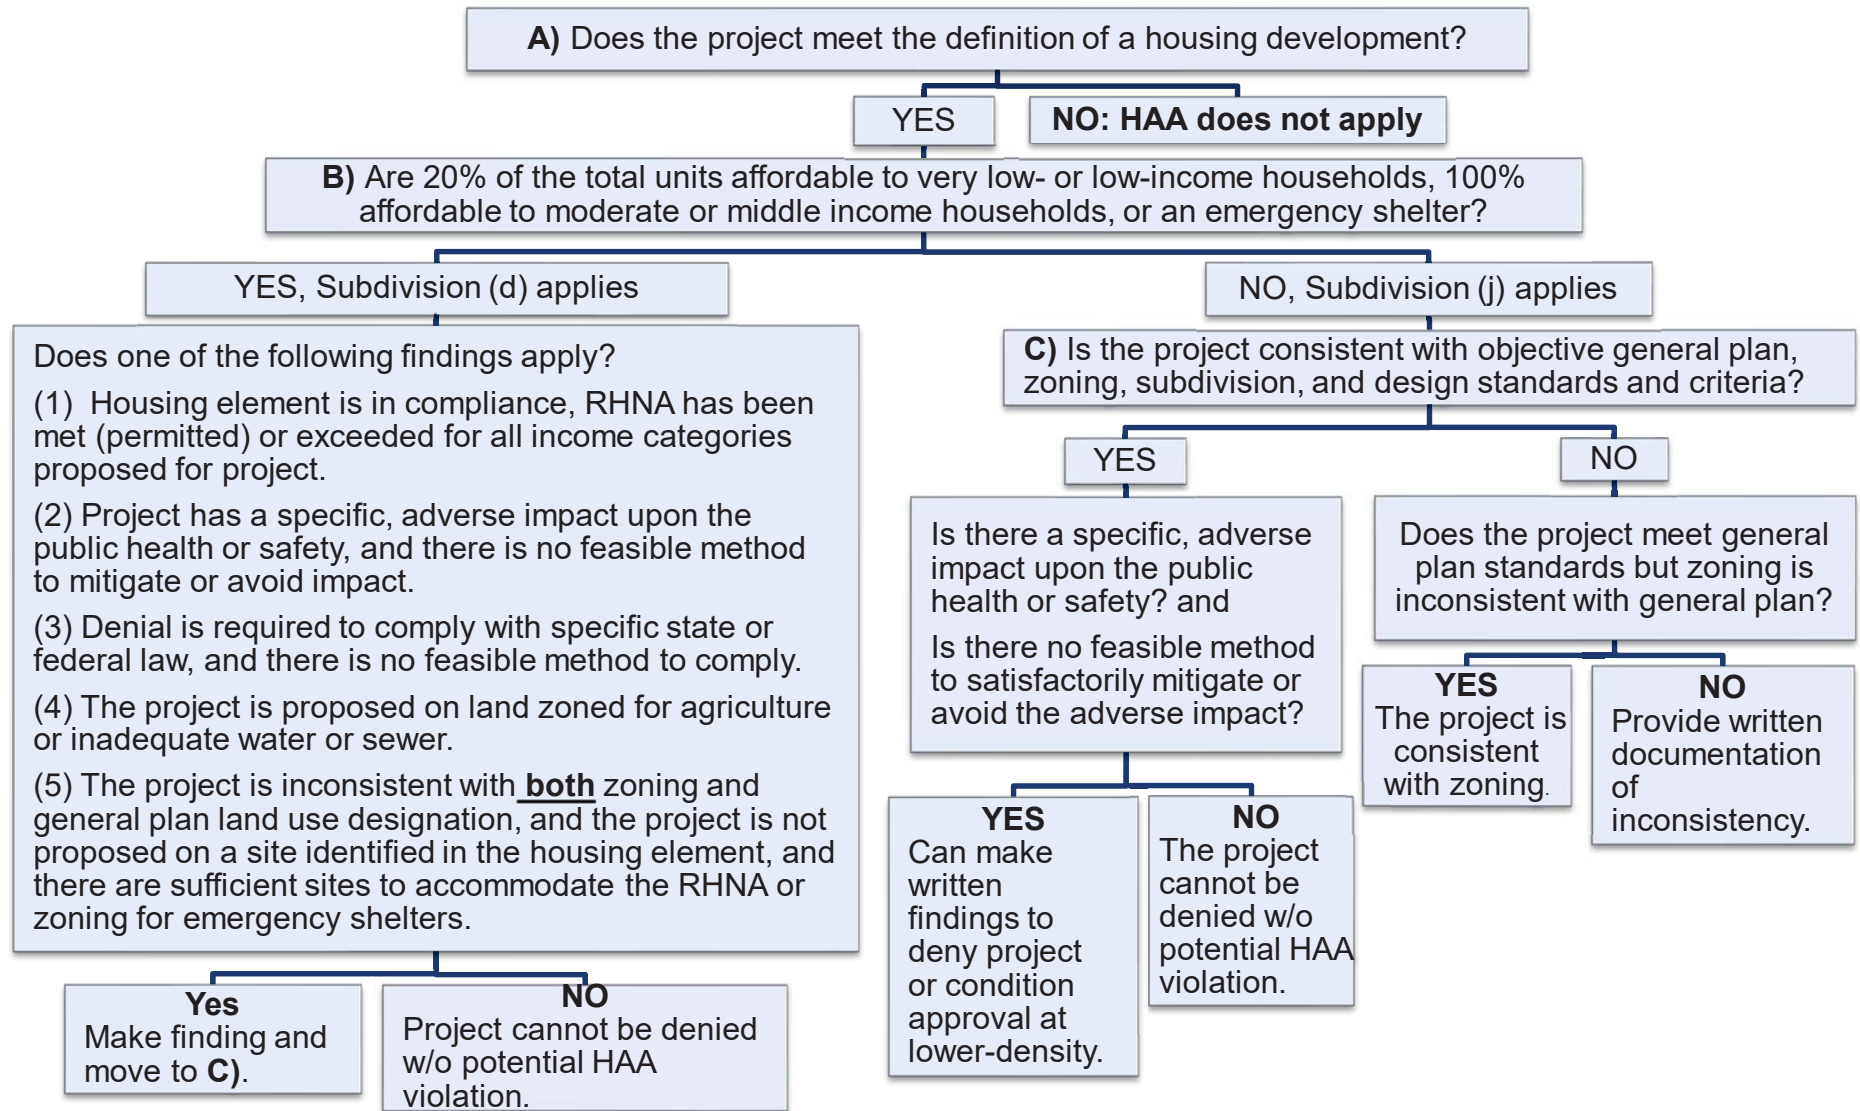 A) Does the project meet the definition of a housing development?
YES
NO: HAA does not apply
B) Are 20% of the total units affordable to very low- or low-income households, 100%
affordable to moderate or middle income households, or an emergency shelter?
YES, Subdivision (d) applies
Does one of the following findings apply?
(1) Housing element is in compliance, RHNA has been
met (permitted) or exceeded for all income categories
proposed for project.
(2) Project has a specific, adverse impact upon the
public health or safety, and there is no feasible method
to mitigate or avoid impact.
(3) Denial is required to comply with specific state or
federal law, and there is no feasible method to comply.
(4) The project is proposed on land zoned for agriculture
or inadequate water or sewer.
(5) The project is inconsistent with both zoning and
general plan land use designation, and the project is not
proposed on a site identified in the housing element, and
there are sufficient sites to accommodate the RHNA or
zoning for emergency shelters.
Yes
Make finding and
move to C).
NO
Project cannot be denied
w/o potential HAA
violation.
NO, Subdivision (j) applies
C) Is the project consistent with objective general plan,
zoning, subdivision, and design standards and criteria?
YES
Is there a specific, adverse
impact upon the public
health or safety? and
Is there no feasible method
to satisfactorily mitigate or
avoid the adverse impact?
YES
Can make
written
findings to
deny project
or condition
approval at
lower-density.
NO
The project
cannot be
denied w/o
potential HAA
violation.
NO
Does the project meet general
plan standards but zoning is
inconsistent with general plan?
YES
The project is
consistent
with zoning.
NO
Provide written
documentation
of
inconsistency.